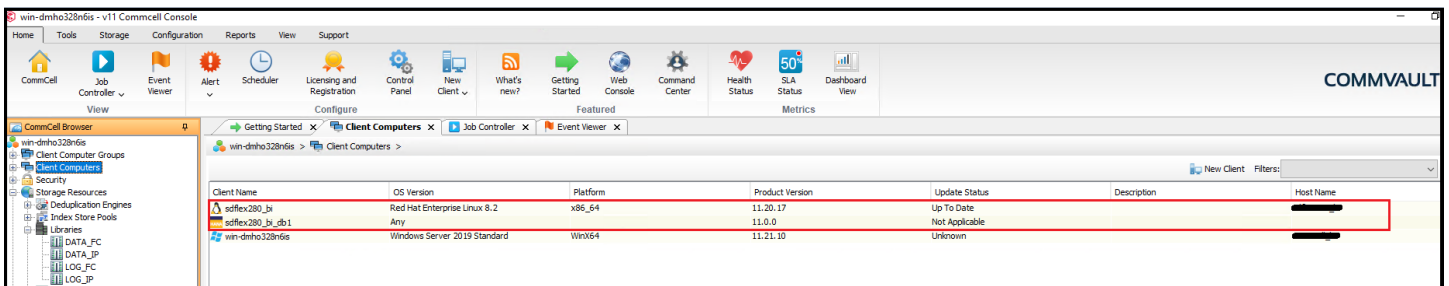 win-dmho328n6is - v11 Commcell Console
Home Tools Storage Configuration Reports View Support
CommCell
Job Controller
Event Viewer
Alert
Scheduler
Licensing and Registration
Control Panel
New Client
What's new?
Getting Started
Web Console
Command Center
Health Status
50%
SLA Status
Dashboard View
COMMVAULT
View Configure Featured Metrics
CommCell Browser
Getting Started Client Computers Job Controller Event Viewer
win-dmho328n6is
Client Computer Groups
Client Computers
Security
Storage Resources
Deduplication Engines
Index Store Pools
Libraries
DATA_FC
DATA_IP
LOG_FC
LOG_IP
win-dmho328n6is > Client Computers >
New Client Filters:
Client Name OS Version Platform Product Version Update Status Description Host Name
sdflex280_bi Red Hat Enterprise Linux 8.2 x86_64 11.20.17 Up To Date
sdflex280_bi_db1 Any 11.0.0 Not Applicable
win-dmho328n6is Windows Server 2019 Standard WinX64 11.21.10 Unknown